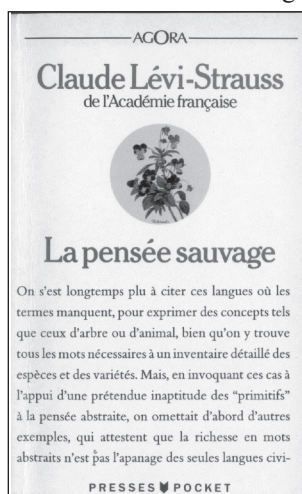 AGORA
Claude Lévi-Strauss
de l'Académie française
La pensée sauvage
On s'est longtemps plu à citer ces langues où les
termes manquent, pour exprimer des concepts tels
que ceux d'arbre ou d'animal, bien qu'on y trouve
tous les mots nécessaires à un inventaire détaillé des
espèces et des variétés. Mais, en invoquant ces cas à
l'appui d'une prétendue inaptitude des "primitifs"
à la pensée abstraite, on omettait d'abord d'autres
exemples, qui attestent que la richesse en mots
abstraits n'est pas l'apanage des seules langues civi-
PRESSES POCKET